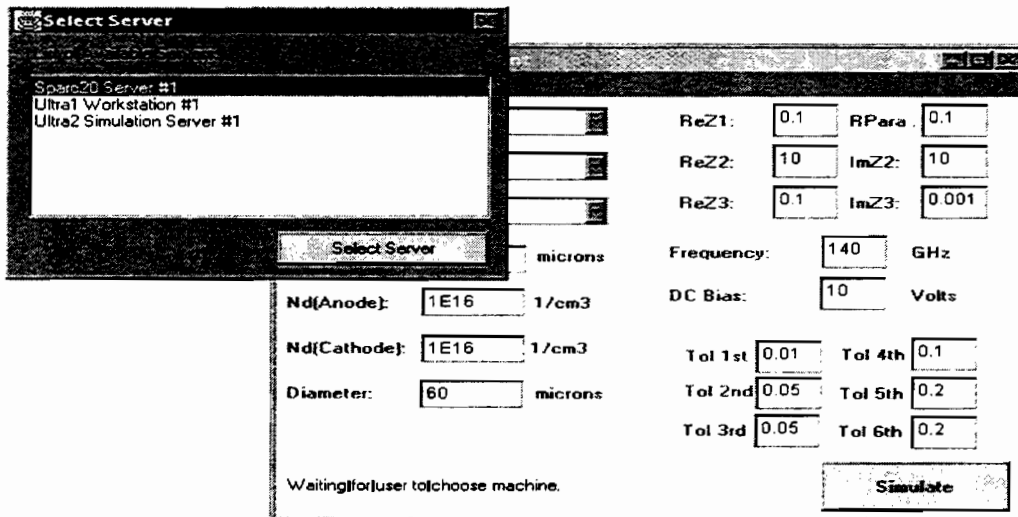 Select Server
Sparc20 Server #1
Ultra1 Workstation #1
Ultra2 Simulation Server #1
Select Server
microns
Nd(Anode): 1E16 1/cm3
Nd(Cathode): 1E16 1/cm3
Diameter: 60 microns
Waiting for user to choose machine.
ReZ1: 0.1 RPara. 0.1
ReZ2: 10 ImZ2: 10
ReZ3: 0.1 ImZ3: 0.001
Frequency: 140 GHz
DC Bias: 10 Volts
Tol 1st 0.01 Tol 4th 0.1
Tol 2nd 0.05 Tol 5th 0.2
Tol 3rd 0.05 Tol 6th 0.2
Simulate